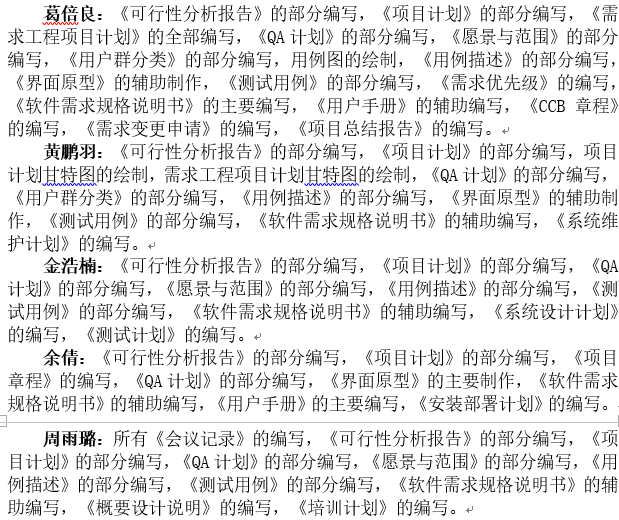 葛倍良：《可行性分析报告》的部分编写，《项目计划》的部分编写，《需
求工程项目计划》的全部编写，《QA 计划》的部分编写，《愿景与范围》的部分
编写，《用户群分类》的部分编写，用例图的绘制，《用例描述》的部分编写，
《界面原型》的辅助制作，《测试用例》的部分编写，《需求优先级》的编写，
《软件需求规格说明书》的主要编写，《用户手册》的辅助编写，《CCB 章程》
的编写，《需求变更申请》的编写，《项目总结报告》的编写。
黄鹏羽：《可行性分析报告》的部分编写，《项目计划》的部分编写，项目
计划甘特图的绘制，需求工程项目计划甘特图的绘制，《QA 计划》的部分编写，
《用户群分类》的部分编写，《用例描述》的部分编写，《界面原型》的辅助制
作，《测试用例》的部分编写，《软件需求规格说明书》的辅助编写，《系统维
护计划》的编写。
金浩楠：《可行性分析报告》的部分编写，《项目计划》的部分编写，《QA
计划》的部分编写，《愿景与范围》的部分编写，《用例描述》的部分编写，《测
试用例》的部分编写，《软件需求规格说明书》的辅助编写，《系统设计计划》
的编写，《测试计划》的编写。
余倩：《可行性分析报告》的部分编写，《项目计划》的部分编写，《项目
章程》的编写，《QA 计划》的部分编写，《界面原型》的主要制作，《软件需求
规格说明书》的辅助编写，《用户手册》的主要编写，《安装部署计划》的编写。
周雨璐：所有《会议记录》的编写，《可行性分析报告》的部分编写，《项
目计划》的部分编写，《QA 计划》的部分编写，《愿景与范围》的部分编写，《用
例描述》的部分编写，《测试用例》的部分编写，《软件需求规格说明书》的辅
助编写，《概要设计说明》的编写，《培训计划》的编写。